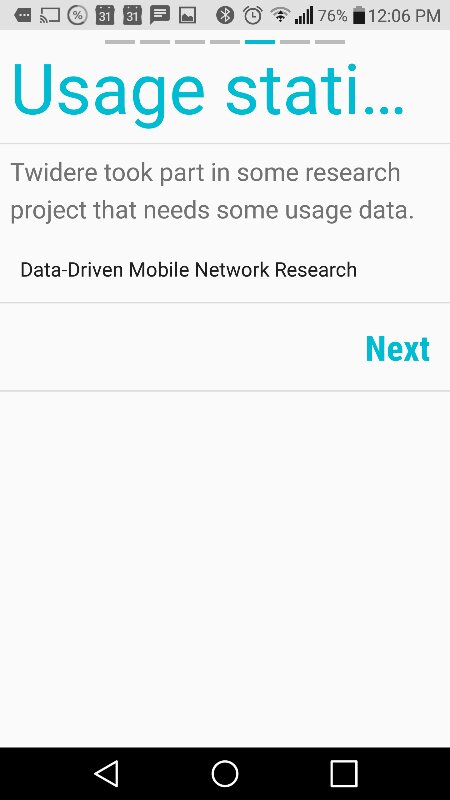 31 31 76% 12:06 PM
Usage stati...
Twidere took part in some research
project that needs some usage data.
Data-Driven Mobile Network Research
Next